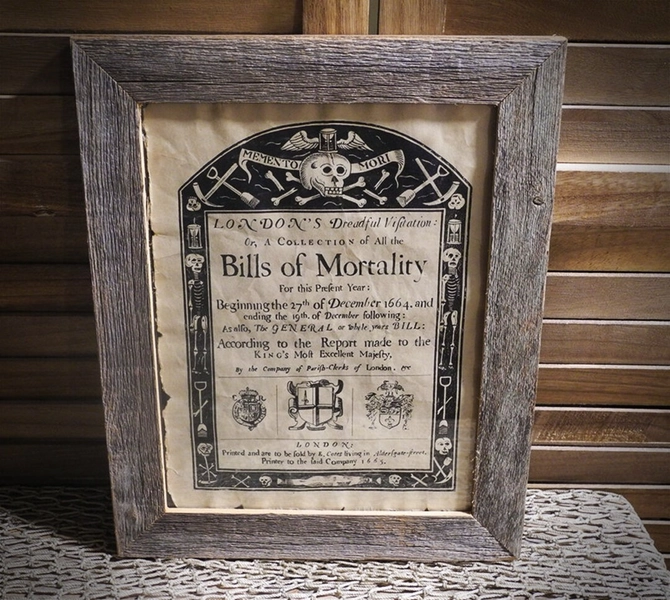 MEMENTO MORI
LONDON'S Dreadful Visitation:
Or, A COLLECTION of All the
Bills of Mortality
For this Present Year:
Beginning the 27th of December 1664. and
ending the 19th. of December following:
As also, The GENERAL or whole years BILL:
According to the Report made to the
KING'S Most Excellent Majesty,
By the Company of Parish-Clerks of London. &c
LONDON:
Printed and are to be sold by E. Cotes living in Aldersgate-street,
Printer to the said Company 1665.